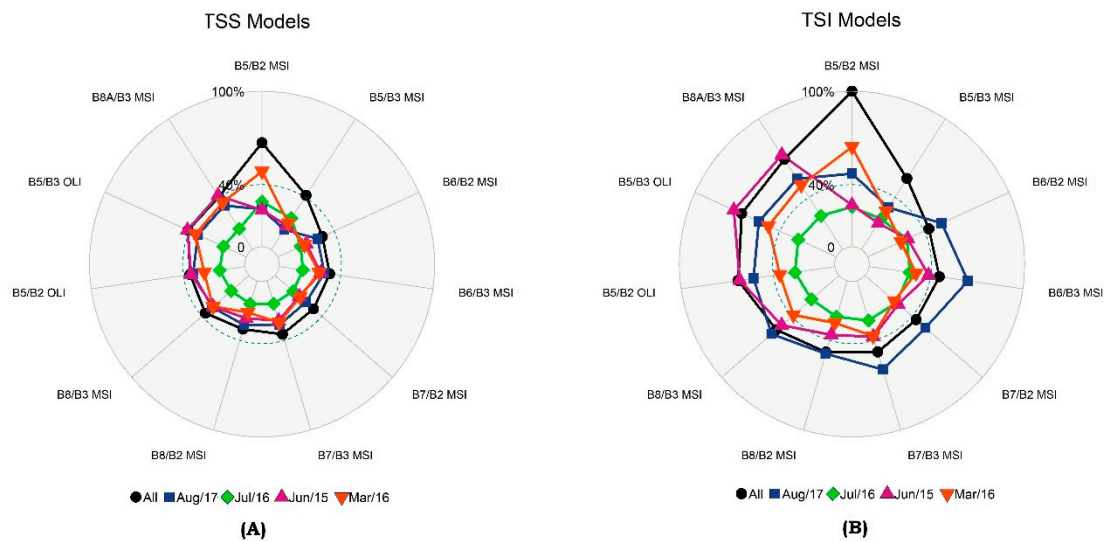 TSS Models
B5/B2 MSI
B8A/B3 MSI
100%
B5/B3 MSI
B5/B3 OLI
40%
B6/B2 MSI
0
B5/B2 OLI
B6/B3 MSI
B8/B3 MSI
B7/B2 MSI
B8/B2 MSI
B7/B3 MSI
All Aug/17 Jul/16 Jun/15 Mar/16
(A)
TSI Models
B5/B2 MSI
B8A/B3 MSI
100%
B5/B3 MSI
B5/B3 OLI
40%
B6/B2 MSI
0
B5/B2 OLI
B6/B3 MSI
B8/B3 MSI
B7/B2 MSI
B8/B2 MSI
B7/B3 MSI
All Aug/17 Jul/16 Jun/15 Mar/16
(B)